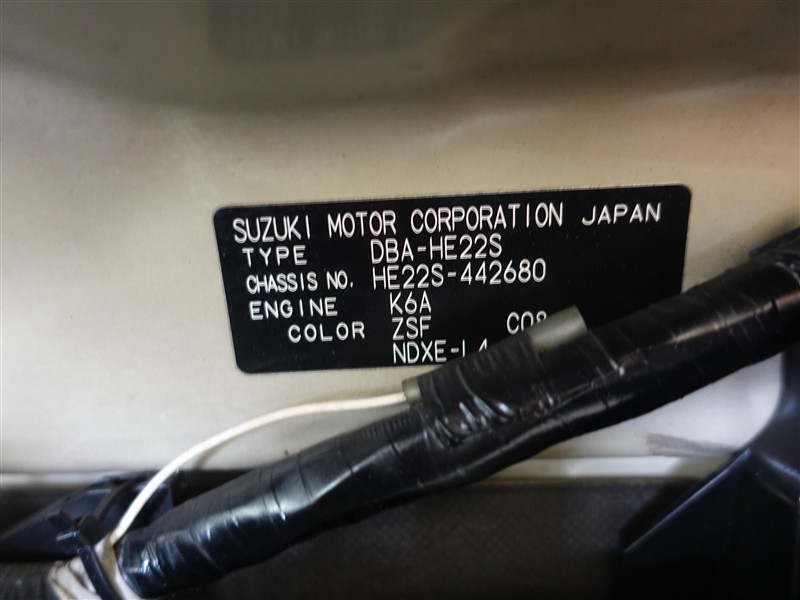 SUZUKI MOTOR CORPORATION JAPAN
TYPE DBA-HE22S
CHASSIS NO. HE22S-442680
ENGINE K6A
COLOR ZSF